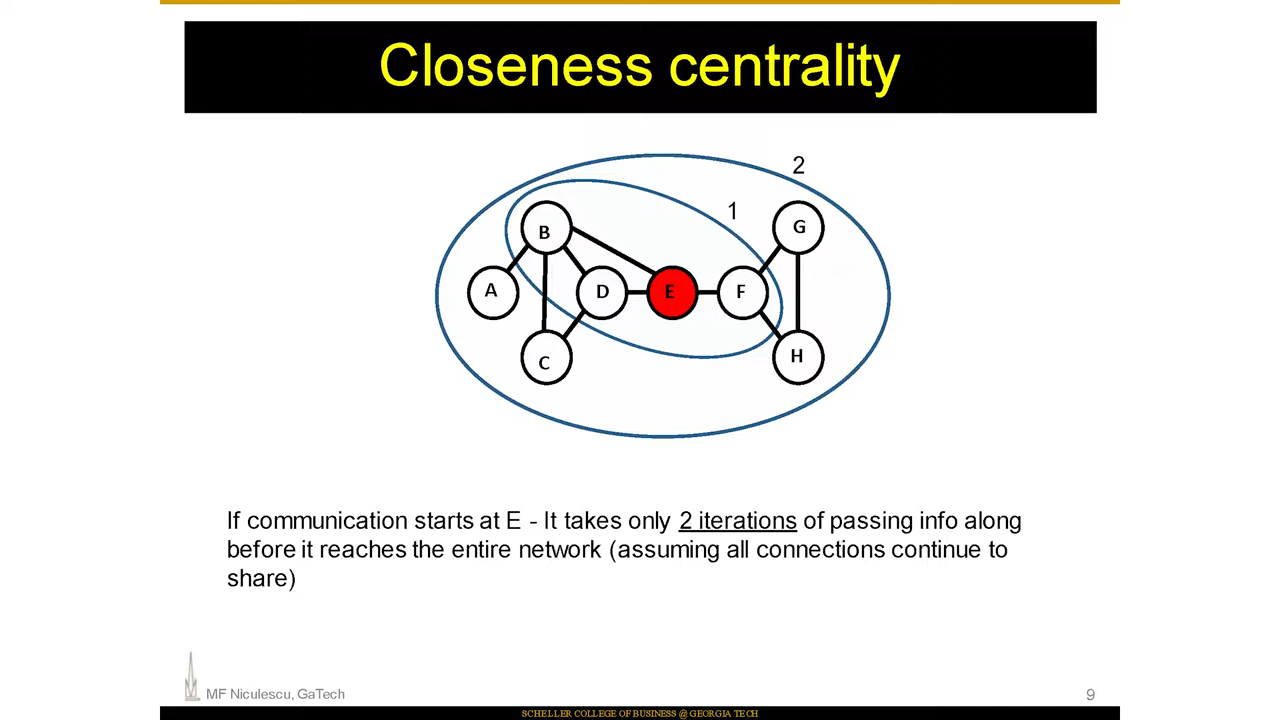 Closeness centrality
2
1
B
G
A
D
E
F
C
H
If communication starts at E - It takes only 2 iterations of passing info along
before it reaches the entire network (assuming all connections continue to
share)
MF Niculescu, GaTech
9
SCHELLER COLLEGE OF BUSINESS @ GEORGIA TECH